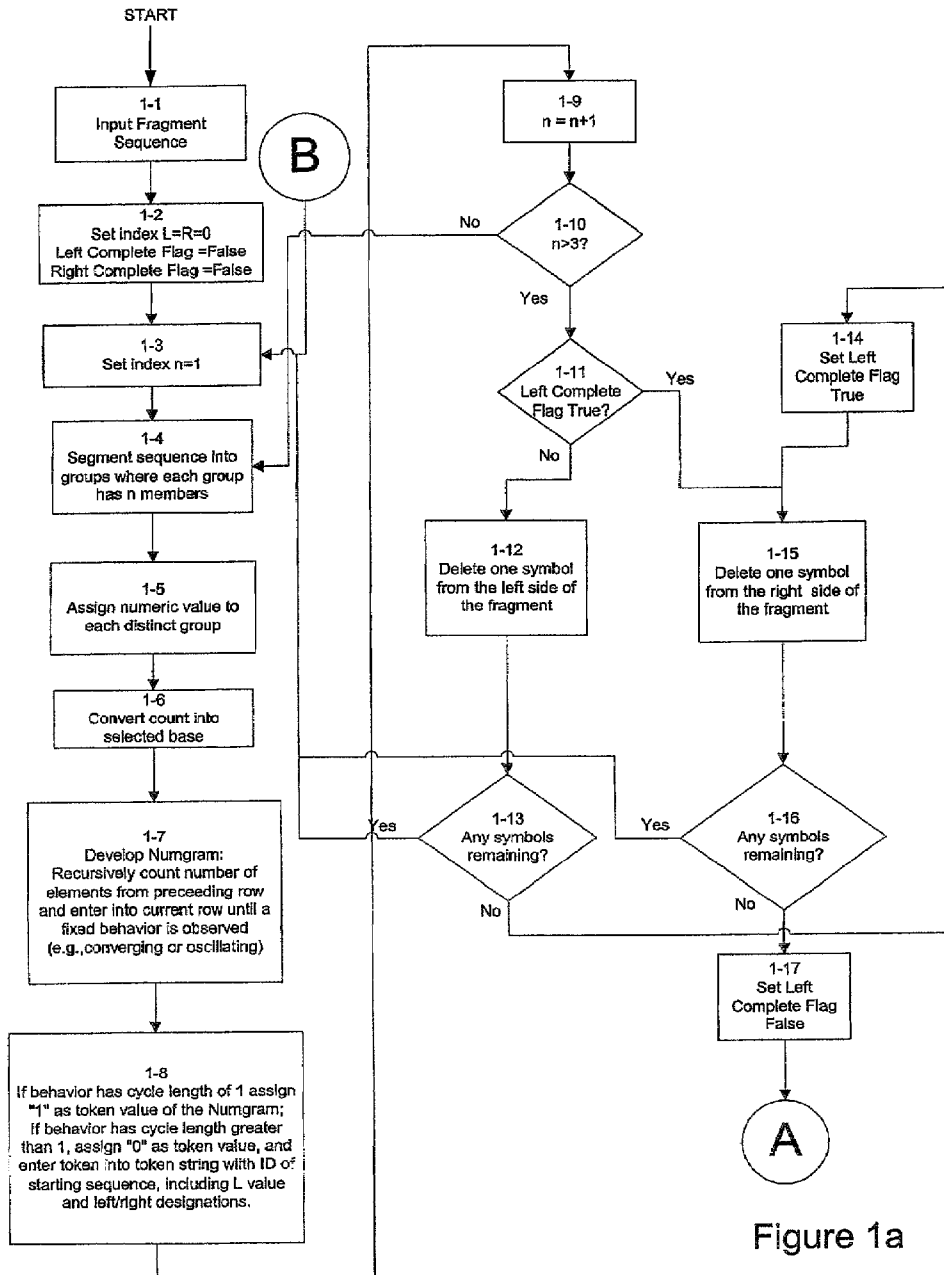 START
1-1
Input Fragment
Sequence
1-2
Set index L=R=0
Left Complete Flag =False
Right Complete Flag =False
1-3
Set index n=1
1-4
Segment sequence into
groups where each group
has n members
1-5
Assign numeric value to
each distinct group
1-6
Convert count into
selected base
1-7
Develop Numgram:
Recursively count number of
elements from preceeding row
and enter into current row until a
fixed behavior is observed
(e.g.,converging or oscillating)
1-8
If behavior has cycle length of 1 assign
"1" as token value of the Numgram;
If behavior has cycle length greater
than 1, assign "0" as token value, and
enter token into token string with ID of
starting sequence, including L value
and left/right designations.
B
1-9
n = n+1
1-10
n>3?
No
Yes
1-11
Left Complete
Flag True?
Yes
No
1-12
Delete one symbol
from the left side of
the fragment
1-13
Any symbols
remaining?
Yes
No
1-14
Set Left
Complete Flag
True
1-15
Delete one symbol
from the right side of
the fragment
1-16
Any symbols
remaining?
Yes
No
1-17
Set Left
Complete Flag
False
A
Figure 1a